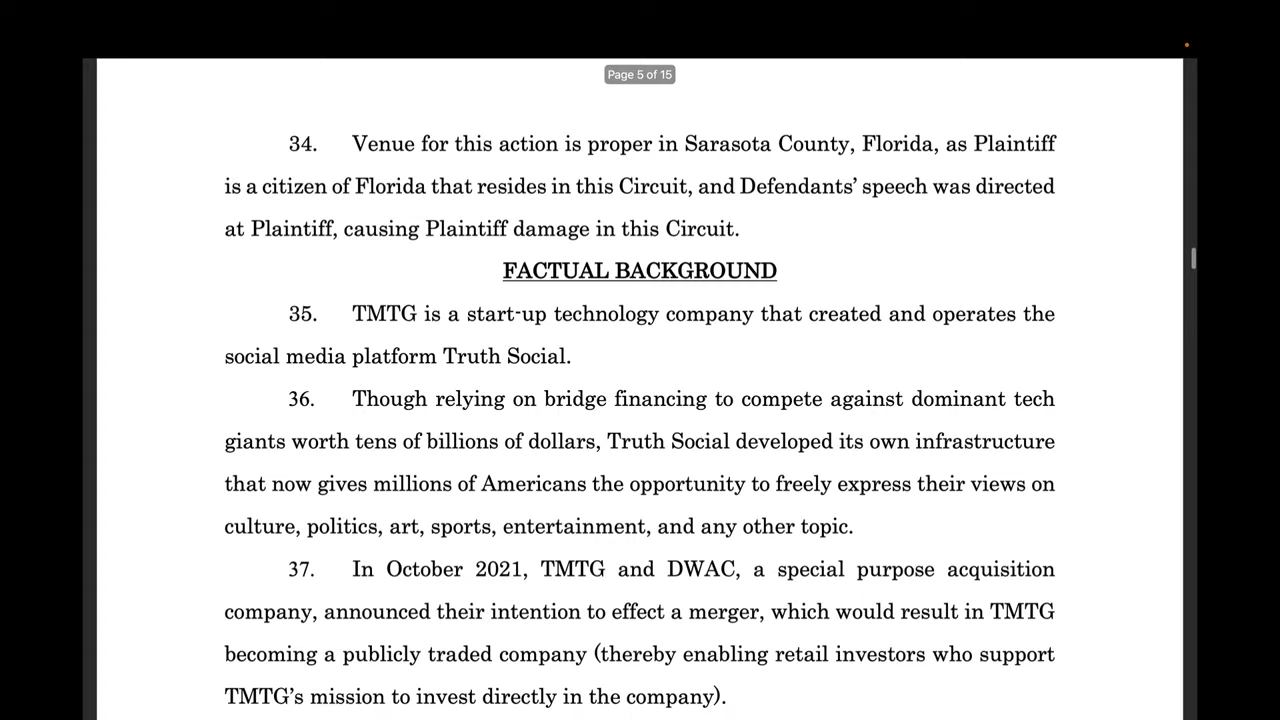 Page 5 of 15
34. Venue for this action is proper in Sarasota County, Florida, as Plaintiff
is a citizen of Florida that resides in this Circuit, and Defendants’ speech was directed
at Plaintiff, causing Plaintiff damage in this Circuit.
FACTUAL BACKGROUND
35. TMTG is a start-up technology company that created and operates the
social media platform Truth Social.
36. Though relying on bridge financing to compete against dominant tech
giants worth tens of billions of dollars, Truth Social developed its own infrastructure
that now gives millions of Americans the opportunity to freely express their views on
culture, politics, art, sports, entertainment, and any other topic.
37. In October 2021, TMTG and DWAC, a special purpose acquisition
company, announced their intention to effect a merger, which would result in TMTG
becoming a publicly traded company (thereby enabling retail investors who support
TMTG’s mission to invest directly in the company).